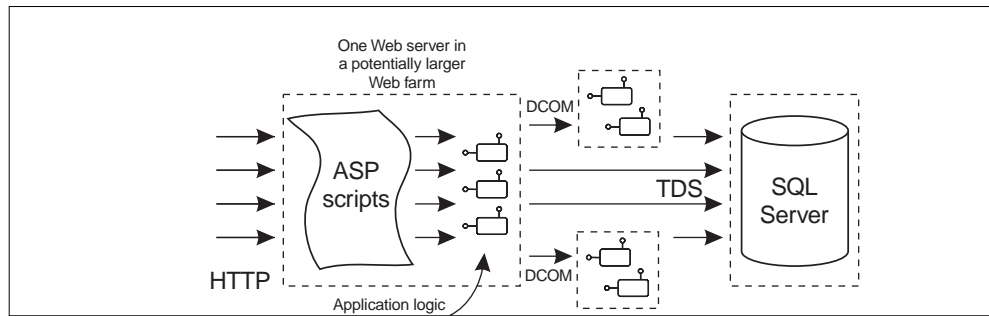 One Web server in
a potentially larger
Web farm
DCOM
ASP
scripts
TDS
SQL
Server
HTTP
DCOM
Application logic